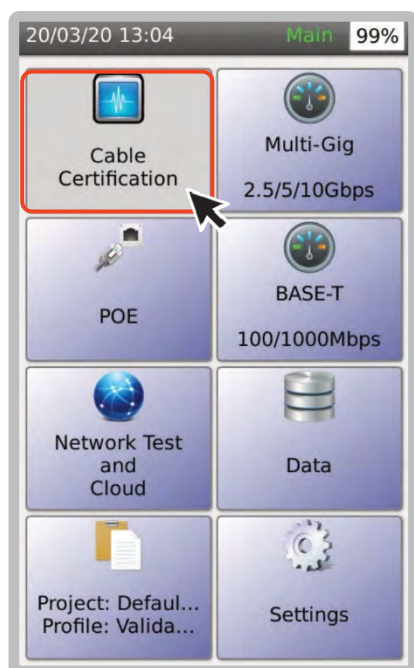 20/03/20 13:04 Main 99%
Cable
Certification
Multi-Gig
2.5/5/10Gbps
POE
BASE-T
100/1000Mbps
Network Test
and
Cloud
Data
Project: Defaul...
Profile: Valida...
Settings